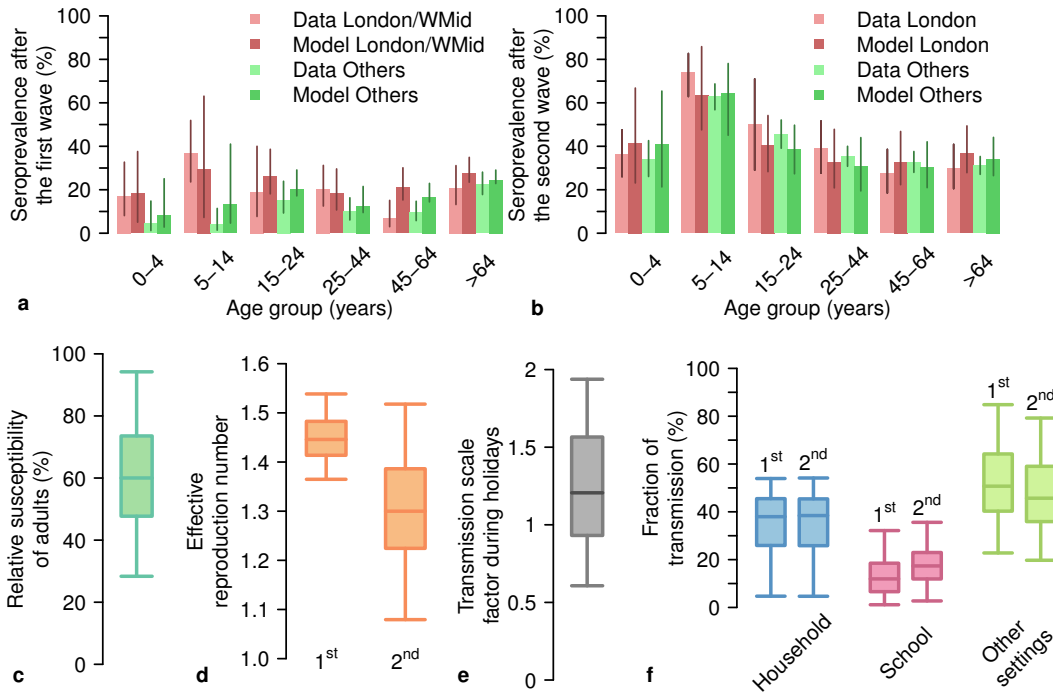 Seroprevalence after
the first wave (%)
100
80
60
40
20
0
Data London/WMid
Model London/WMid
Data Others
Model Others
0–4
5–14
15–24
25–44
45–64
>64
Age group (years)
a
Seroprevalence after
the second wave (%)
100
80
60
40
20
0
Data London
Model London
Data Others
Model Others
0–4
5–14
15–24
25–44
45–64
>64
Age group (years)
b
Relative susceptibility
of adults (%)
100
80
60
40
20
0
c
Effective
reproduction number
1.6
1.5
1.4
1.3
1.2
1.1
1.0
1st
2nd
d
Transmission scale
factor during holidays
2
1.5
1
0.5
0
e
Fraction of
transmission (%)
100
80
60
40
20
0
1st
2nd
1st
2nd
1st
2nd
Household
School
Other
settings
f